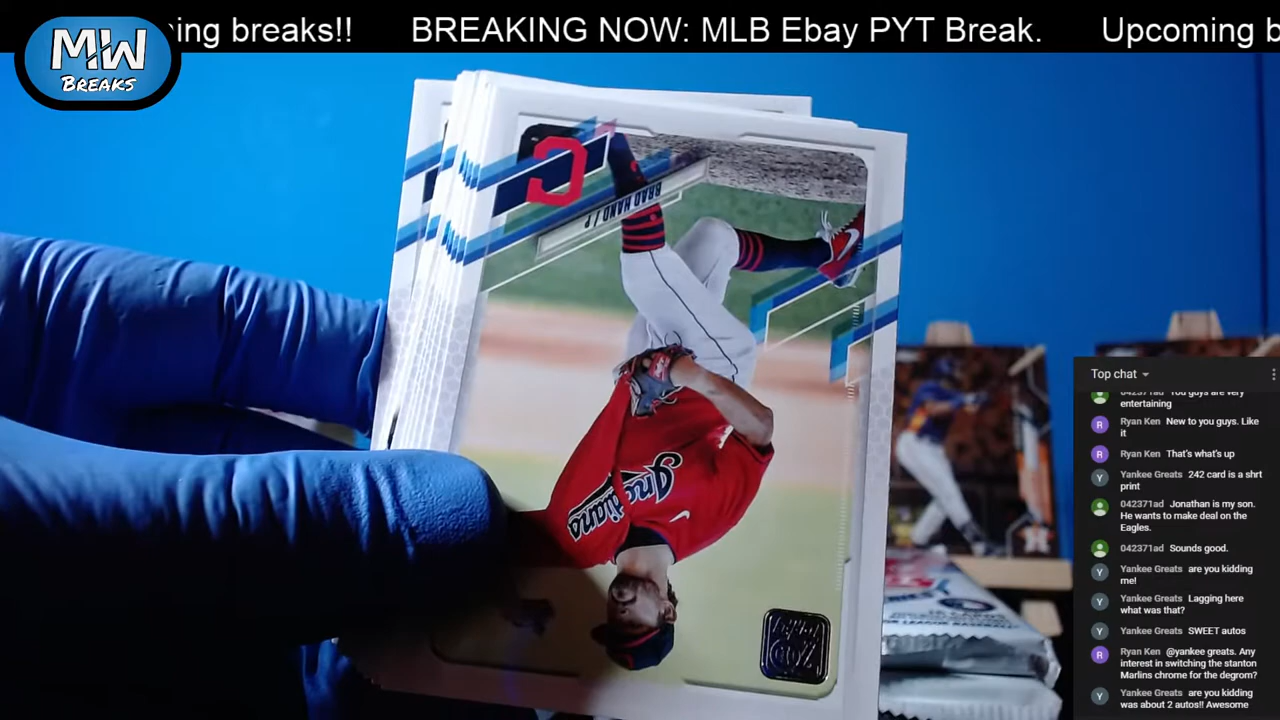 ing breaks!! BREAKING NOW: MLB Ebay PYT Break. Upcoming b
MW
BREAKS
BRAD HAND / P
Indians
70
Top chat
042371ad You guys are very
entertaining
Ryan Ken New to you guys. Like
it
Ryan Ken That's what's up
Yankee Greats 242 card is a shrt
print
042371ad Jonathan is my son.
He wants to make deal on the
Eagles.
042371ad Sounds good.
Yankee Greats are you kidding
me!
Yankee Greats Lagging here
what was that?
Yankee Greats SWEET autos
Ryan Ken @yankee greats. Any
interest in switching the stanton
Marlins chrome for the degrom?
Yankee Greats are you kidding
was about 2 autos!! Awesome